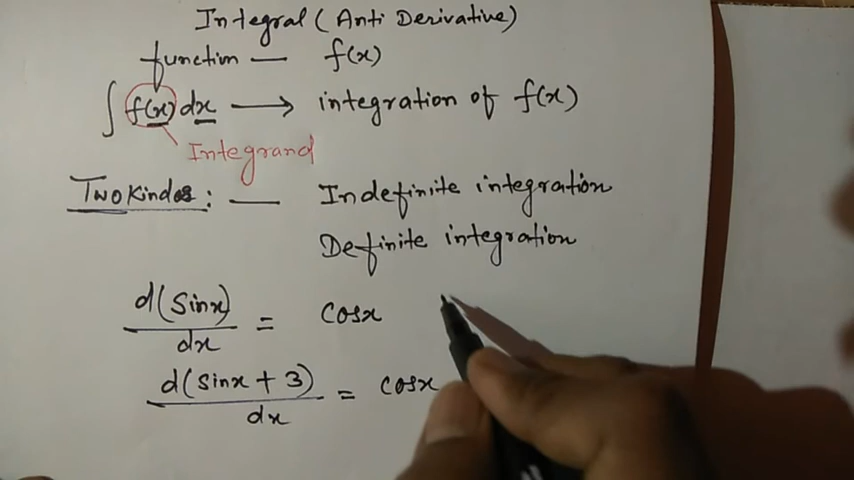 Integral (Anti Derivative)
function — f(x)
∫ f(x) dx → integration of f(x)
Integrand
Two Kinds : — Indefinite integration
Definite integration
d(Sinx)/dx = Cosx
d(Sinx + 3)/dx = Cosx